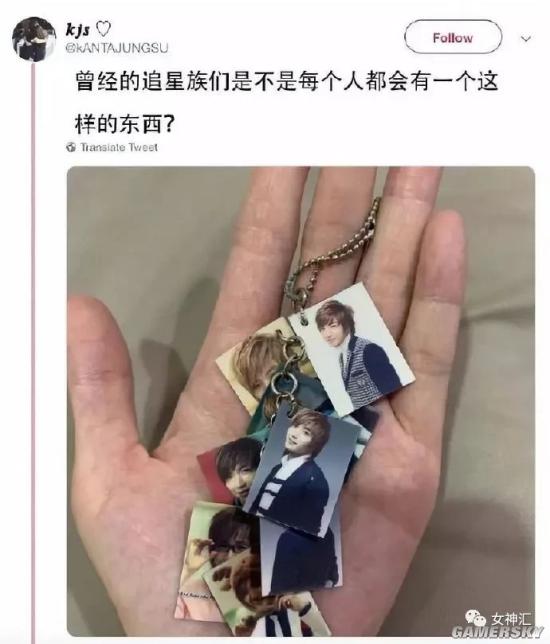 kjs ♡
@kANTAJUNGSU
Follow
曾经的追星族们是不是每个人都会有一个这
样的东西?
Translate Tweet
女神汇
GAMERSKY